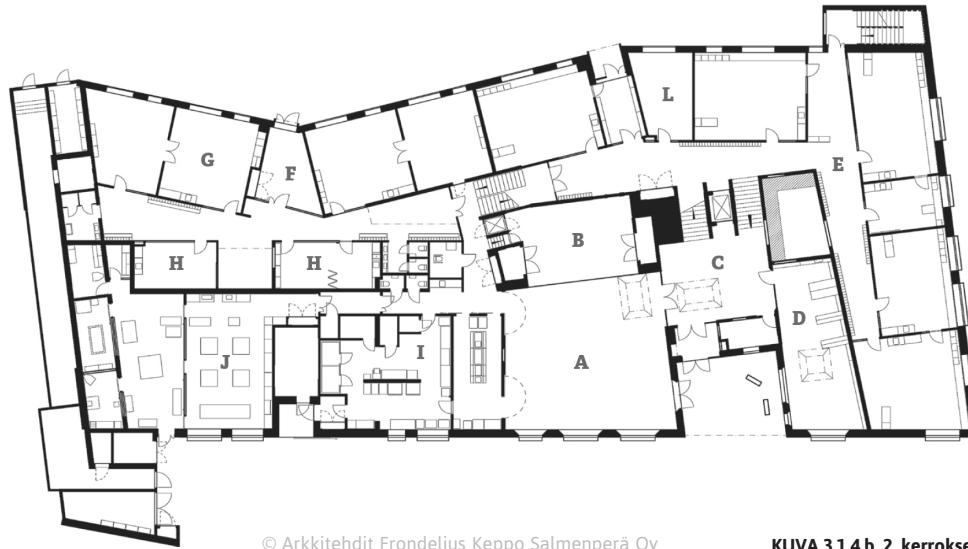 L
G
F
E
B
H
H
C
D
I
A
J
© Arkkitehdit Frondelius Keppo Salmenperä Oy
KUVA 3.1.4 b. 2. kerrokse